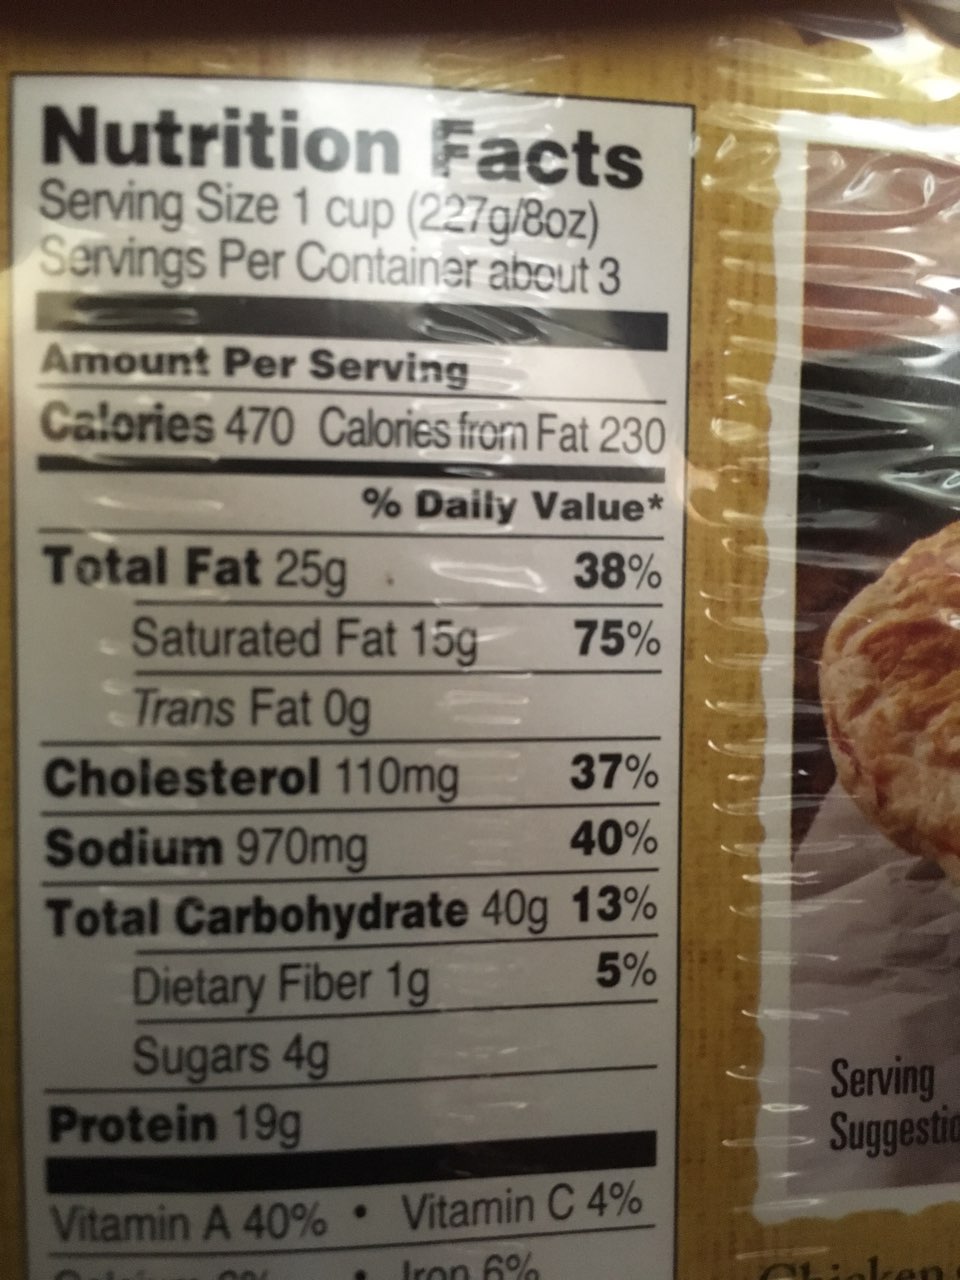 Nutrition Facts
Serving Size 1 cup (227g/8oz)
Servings Per Container about 3
Amount Per Serving
Calories 470 Calories from Fat 230
% Daily Value*
Total Fat 25g 38%
Saturated Fat 15g 75%
Trans Fat 0g
Cholesterol 110mg 37%
Sodium 970mg 40%
Total Carbohydrate 40g 13%
Dietary Fiber 1g 5%
Sugars 4g
Protein 19g
Vitamin A 40% • Vitamin C 4%
• Iron 6%
Serving
Suggestio
Chicken